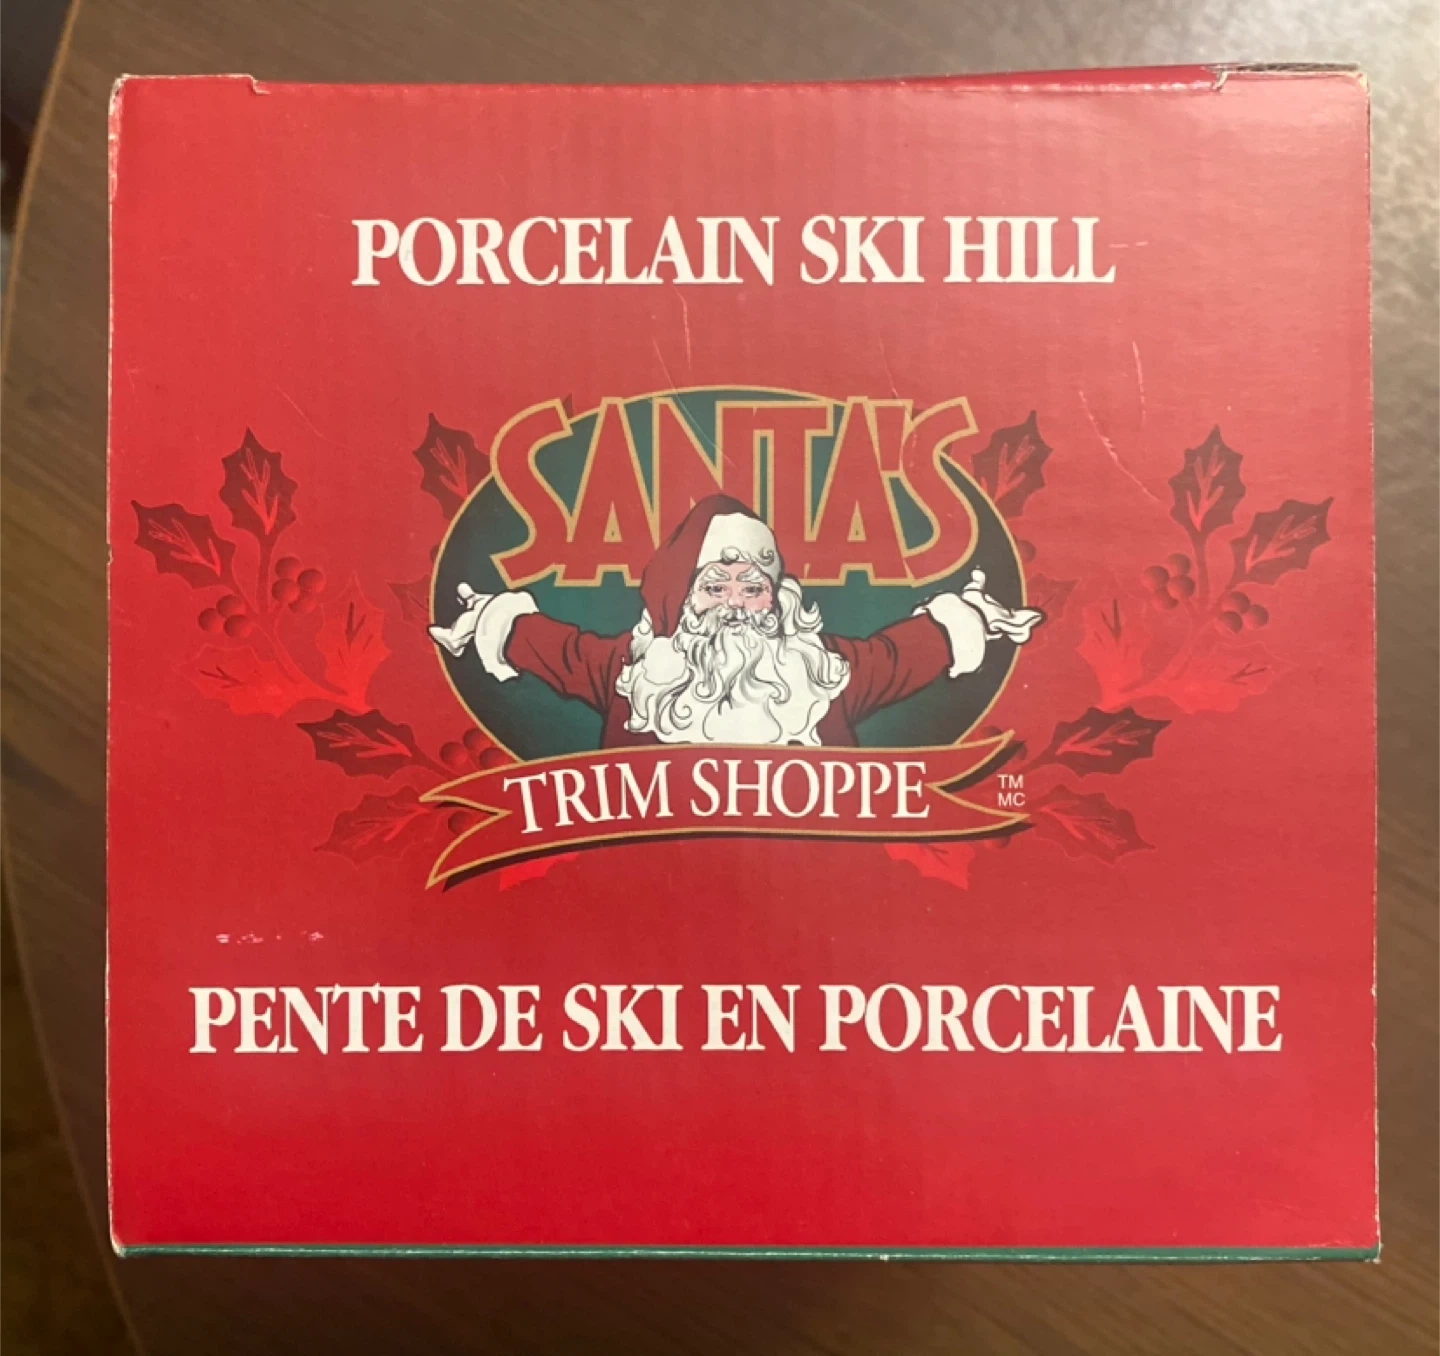 PORCELAIN SKI HILL
SANTA'S
TRIM SHOPPE
TM
MC
PENTE DE SKI EN PORCELAINE